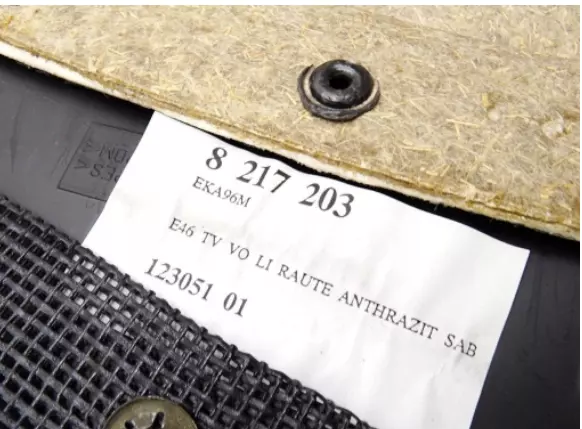 8 217 203
EKA96M
E46 TV VO LI RAUTE ANTHRAZIT SAB
123051 01